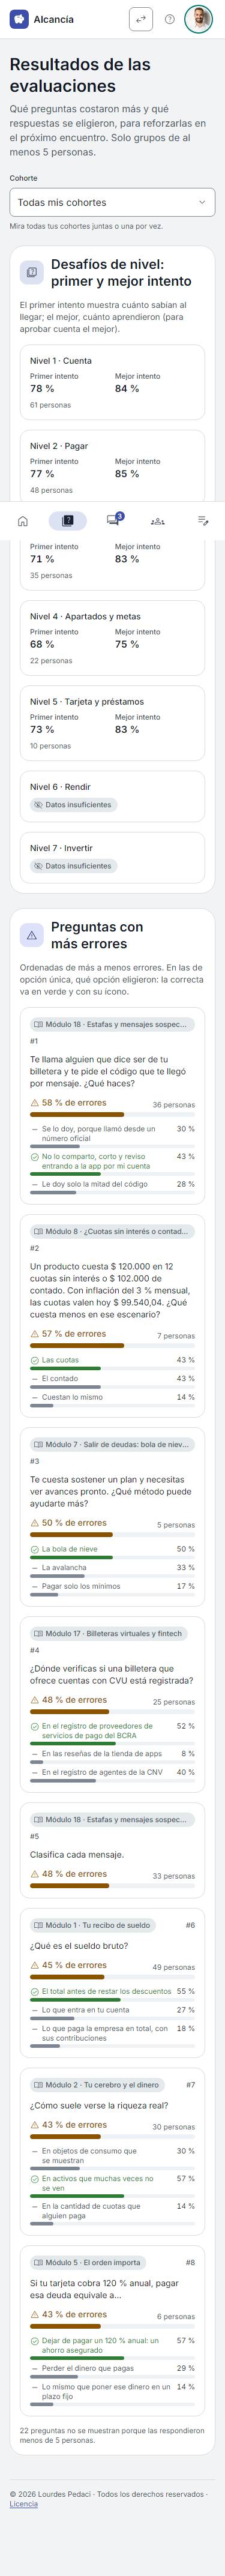 Alcancía
Resultados de las
evaluaciones
Qué preguntas costaron más y qué
respuestas se eligieron, para reforzarlas en
el próximo encuentro. Solo grupos de al
menos 5 personas.
Cohorte
Todas mis cohortes
Mira todas tus cohortes juntas o una por vez.
Desafíos de nivel:
primer y mejor intento
El primer intento muestra cuánto sabían al
llegar; el mejor, cuánto aprendieron (para
aprobar cuenta el mejor).
Nivel 1 · Cuenta
Primer intento Mejor intento
78 % 84 %
61 personas
Nivel 2 · Pagar
Primer intento Mejor intento
77 % 85 %
48 personas
3
Primer intento Mejor intento
71 % 83 %
35 personas
Nivel 4 · Apartados y metas
Primer intento Mejor intento
68 % 75 %
22 personas
Nivel 5 · Tarjeta y préstamos
Primer intento Mejor intento
73 % 83 %
10 personas
Nivel 6 · Rendir
Datos insuficientes
Nivel 7 · Invertir
Datos insuficientes
Preguntas con
más errores
Ordenadas de más a menos errores. En las de
opción única, qué opción eligieron: la correcta
va en verde y con su ícono.
Módulo 18 · Estafas y mensajes sospec...
#1
Te llama alguien que dice ser de tu
billetera y te pide el código que te llegó
por mensaje. ¿Qué haces?
58 % de errores 36 personas
Se lo doy, porque llamó desde un 30 %
número oficial
No lo comparto, corto y reviso 43 %
entrando a la app por mi cuenta
Le doy solo la mitad del código 28 %
Módulo 8 · ¿Cuotas sin interés o contad...
#2
Un producto cuesta $ 120.000 en 12
cuotas sin interés o $ 102.000 de
contado. Con inflación del 3 % mensual,
las cuotas valen hoy $ 99.540,04. ¿Qué
cuesta menos en ese escenario?
57 % de errores 7 personas
Las cuotas 43 %
El contado 43 %
Cuestan lo mismo 14 %
Módulo 7 · Salir de deudas: bola de niev...
#3
Te cuesta sostener un plan y necesitas
ver avances pronto. ¿Qué método puede
ayudarte más?
50 % de errores 5 personas
La bola de nieve 50 %
La avalancha 33 %
Pagar solo los mínimos 17 %
Módulo 17 · Billeteras virtuales y fintech
#4
¿Dónde verificas si una billetera que
ofrece cuentas con CVU está registrada?
48 % de errores 25 personas
En el registro de proveedores de 52 %
servicios de pago del BCRA
En las reseñas de la tienda de apps 8 %
En el registro de agentes de la CNV 40 %
Módulo 18 · Estafas y mensajes sospec...
#5
Clasifica cada mensaje.
48 % de errores 33 personas
Módulo 1 · Tu recibo de sueldo #6
¿Qué es el sueldo bruto?
45 % de errores 49 personas
El total antes de restar los descuentos 55 %
Lo que entra en tu cuenta 27 %
Lo que paga la empresa en total, con 18 %
sus contribuciones
Módulo 2 · Tu cerebro y el dinero #7
¿Cómo suele verse la riqueza real?
43 % de errores 30 personas
En objetos de consumo que 30 %
se muestran
En activos que muchas veces no 57 %
se ven
En la cantidad de cuotas que 14 %
alguien paga
Módulo 5 · El orden importa #8
Si tu tarjeta cobra 120 % anual, pagar
esa deuda equivale a...
43 % de errores 6 personas
Dejar de pagar un 120 % anual: un 57 %
ahorro asegurado
Perder el dinero que pagas 29 %
Lo mismo que poner ese dinero en un 14 %
plazo fijo
22 preguntas no se muestran porque las respondieron
menos de 5 personas.
© 2026 Lourdes Pedaci · Todos los derechos reservados ·
Licencia